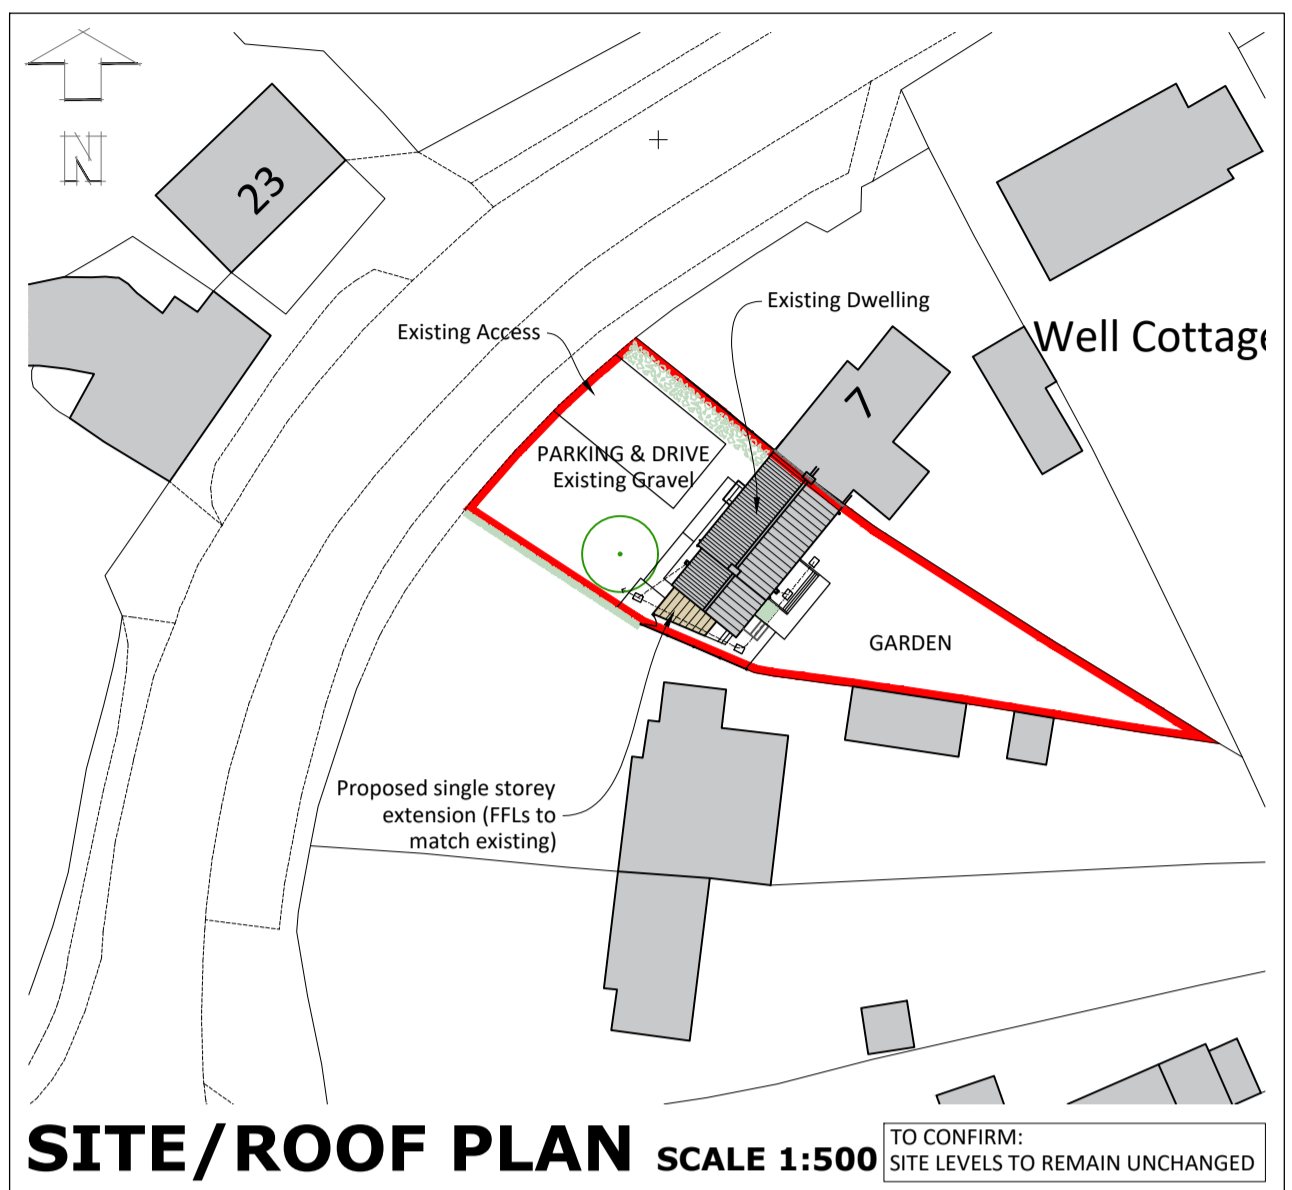 N
23
Existing Dwelling
Existing Access
Well Cottage
7
PARKING & DRIVE
Existing Gravel
GARDEN
Proposed single storey
extension (FFLs to
match existing)
SITE/ROOF PLAN SCALE 1:500
TO CONFIRM:
SITE LEVELS TO REMAIN UNCHANGED